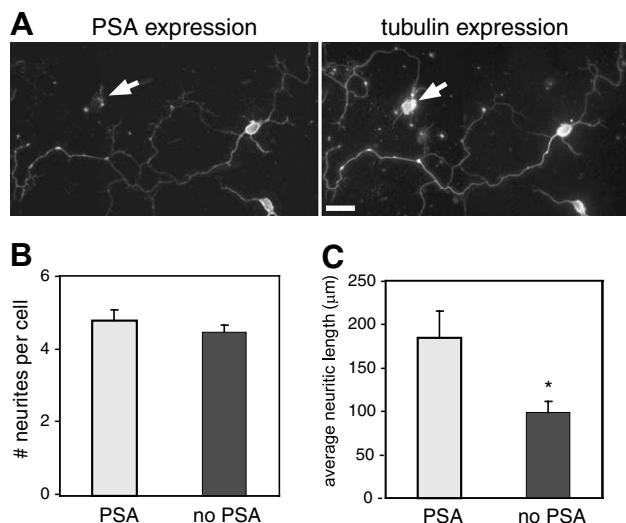 A
PSA expression
tubulin expression
B
# neurites per cell
6
4
2
0
PSA
no PSA
C
average neuritic length (μm)
250
200
150
100
50
0
*
PSA
no PSA